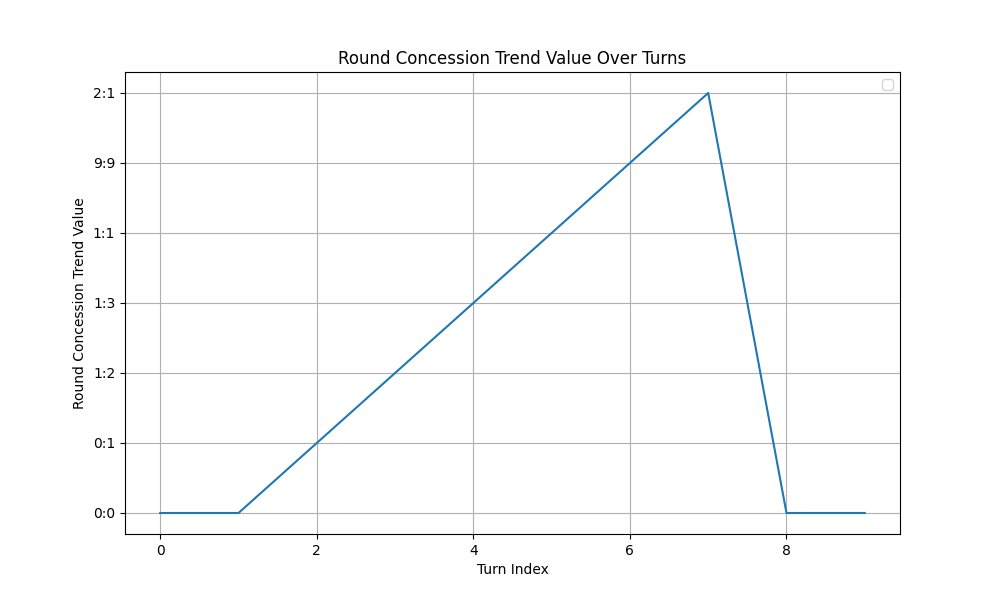 Round Concession Trend Value Over Turns
Round Concession Trend Value
2:1
9:9
1:1
1:3
1:2
0:1
0:0
0 2 4 6 8
Turn Index